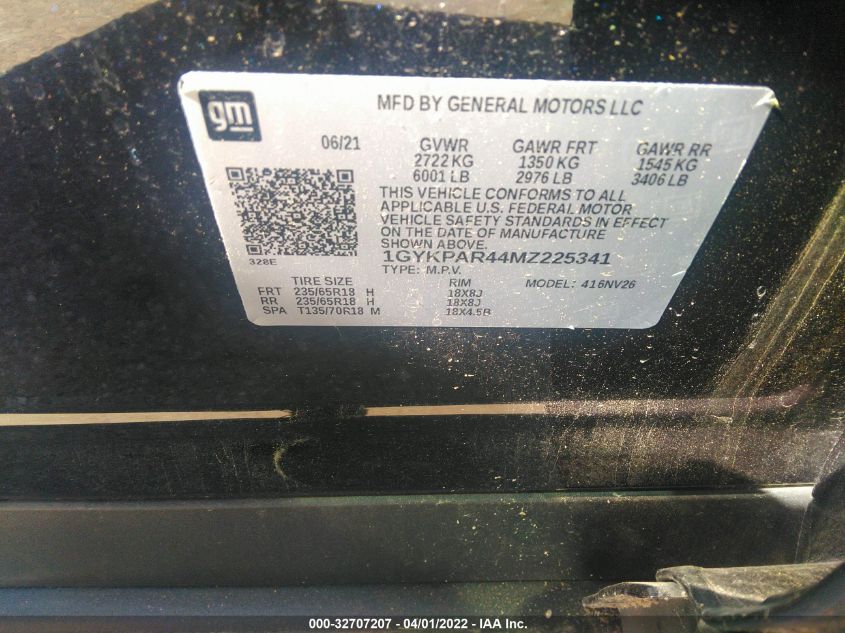 gm
MFD BY GENERAL MOTORS LLC
06/21 GVWR GAWR FRT GAWR RR
2722 KG 1350 KG 1545 KG
6001 LB 2976 LB 3406 LB
THIS VEHICLE CONFORMS TO ALL
APPLICABLE U.S. FEDERAL MOTOR
VEHICLE SAFETY STANDARDS IN EFFECT
ON THE DATE OF MANUFACTURE
SHOWN ABOVE.
328E 1GYKPAR44MZ225341
TYPE: M.P.V.
TIRE SIZE RIM MODEL: 416NV26
FRT 235/65R18 H 18X8J
RR 235/65R18 H 18X8J
SPA T135/70R18 M 18X4.5B
000-32707207 - 04/01/2022 - IAA Inc.